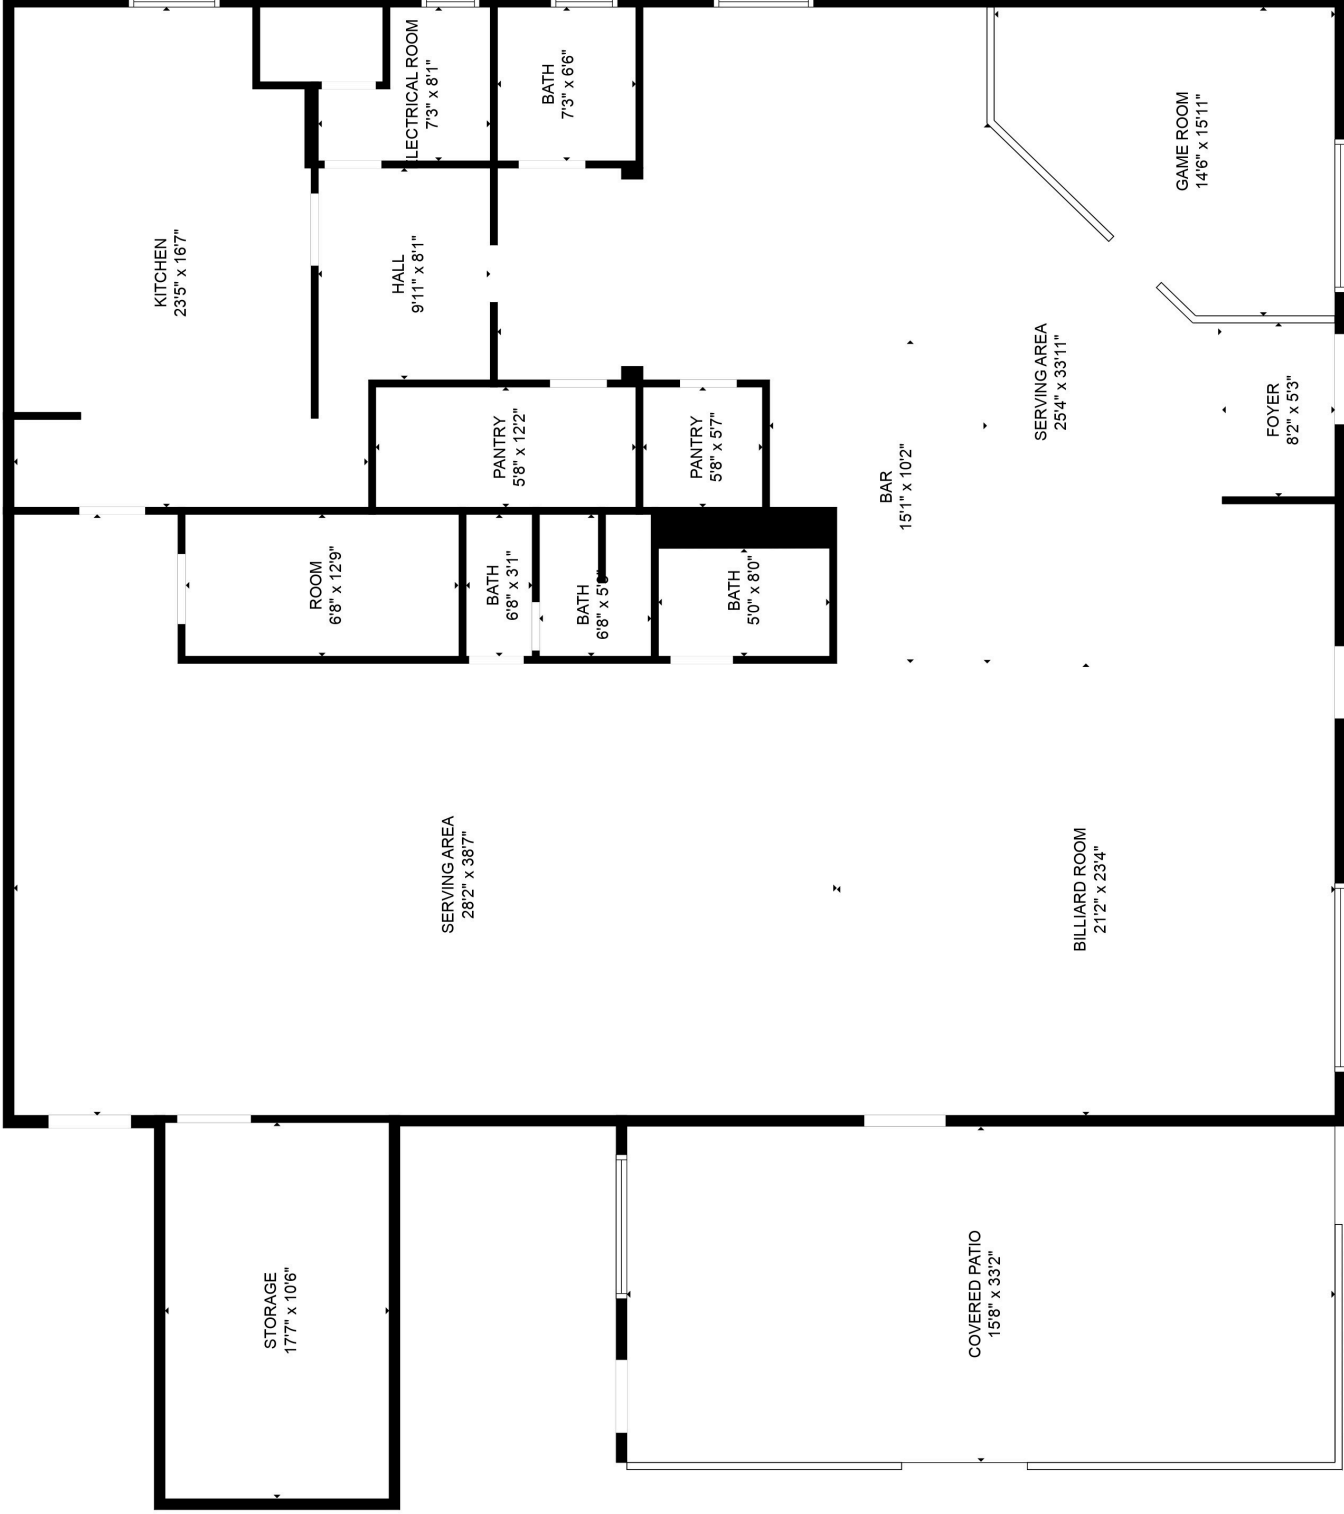 ELECTRICAL ROOM
7'3" x 8'1"
BATH
7'3" x 6'6"
GAME ROOM
14'6" x 15'11"
KITCHEN
23'5" x 16'7"
HALL
9'11" x 8'1"
SERVING AREA
25'4" x 33'11"
FOYER
8'2" x 5'3"
PANTRY
5'8" x 12'2"
PANTRY
5'8" x 5'7"
BAR
15'1" x 10'2"
ROOM
6'8" x 12'9"
BATH
6'8" x 3'1"
BATH
6'8" x
BATH
5'0" x 8'0"
SERVING AREA
28'2" x 38'7"
BILLIARD ROOM
21'2" x 23'4"
STORAGE
17'7" x 10'6"
COVERED PATIO
15'8" x 33'2"